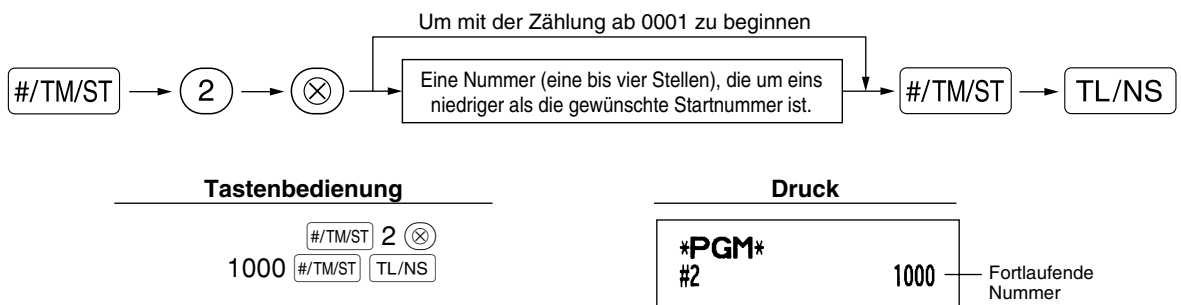 Um mit der Zählung ab 0001 zu beginnen
#/TM/ST 2 ⊗ Eine Nummer (eine bis vier Stellen), die um eins
niedriger als die gewünschte Startnummer ist. #/TM/ST TL/NS
Tastenbedienung
#/TM/ST 2 ⊗
1000 #/TM/ST TL/NS
Druck
*PGM*
#2 1000
Fortlaufende
Nummer